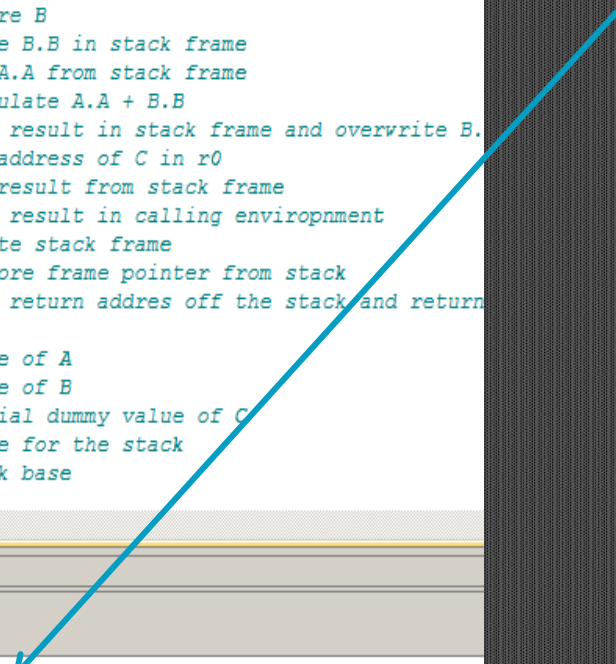 re B
e B.B in stack frame
A.A from stack frame
ulate A.A + B.B
result in stack frame and overwrite B.
address of C in r0
result from stack frame
result in calling enviropnment
te stack frame
ore frame pointer from stack
return addres off the stack and return
e of A
e of B
ial dummy value of C
e for the stack
k base